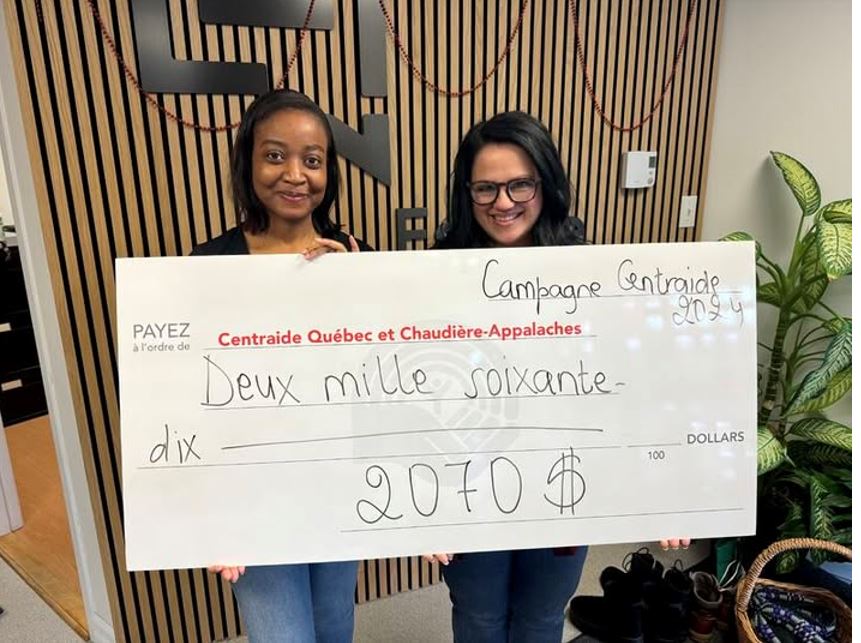 Campagne Centraide
2024
PAYEZ
à l'ordre de
Centraide Québec et Chaudière-Appalaches
Deux mille soixante-
dix
100
DOLLARS
2070 $